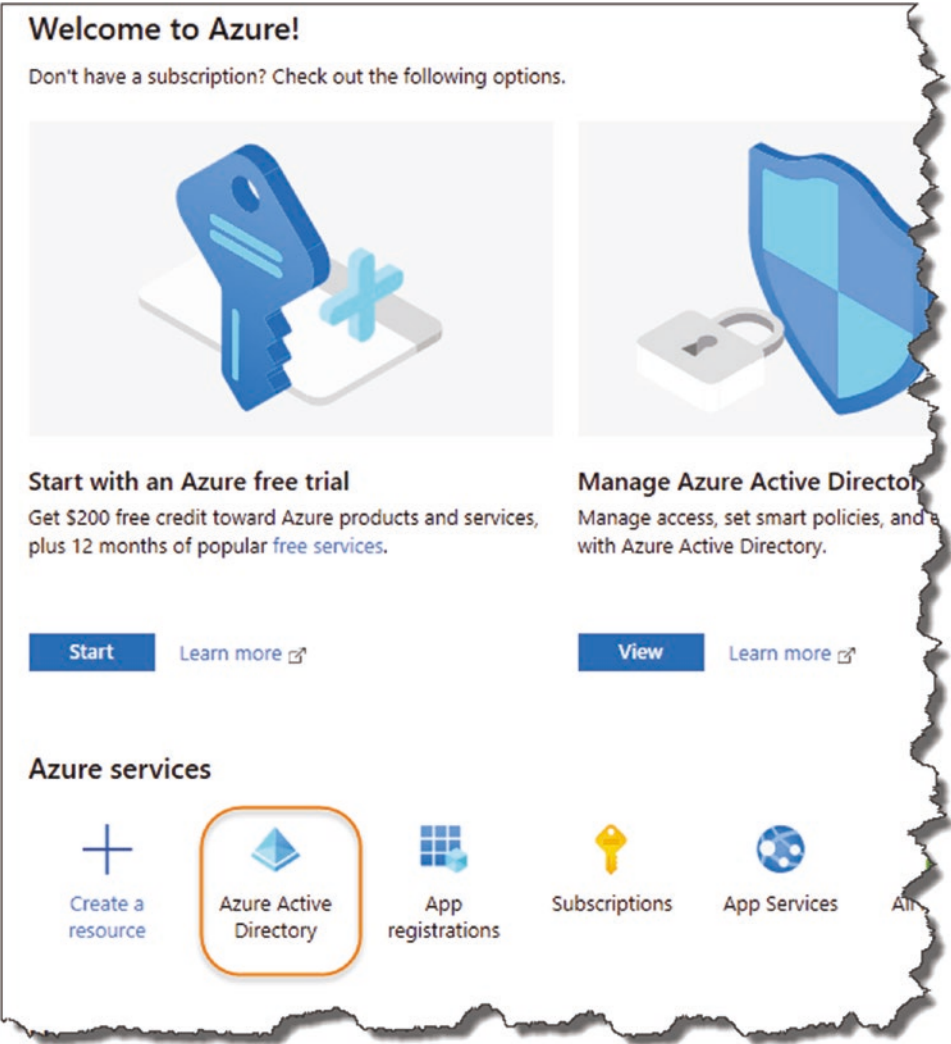 Welcome to Azure!
Don't have a subscription? Check out the following options.
Start with an Azure free trial
Get $200 free credit toward Azure products and services,
plus 12 months of popular free services.
Start
Learn more
Manage Azure Active
Manage access, set smart policies, and
with Azure Active Directory.
View
Learn more
Azure services
Create a
resource
Azure Active
Directory
App
registrations
Subscriptions
App Services